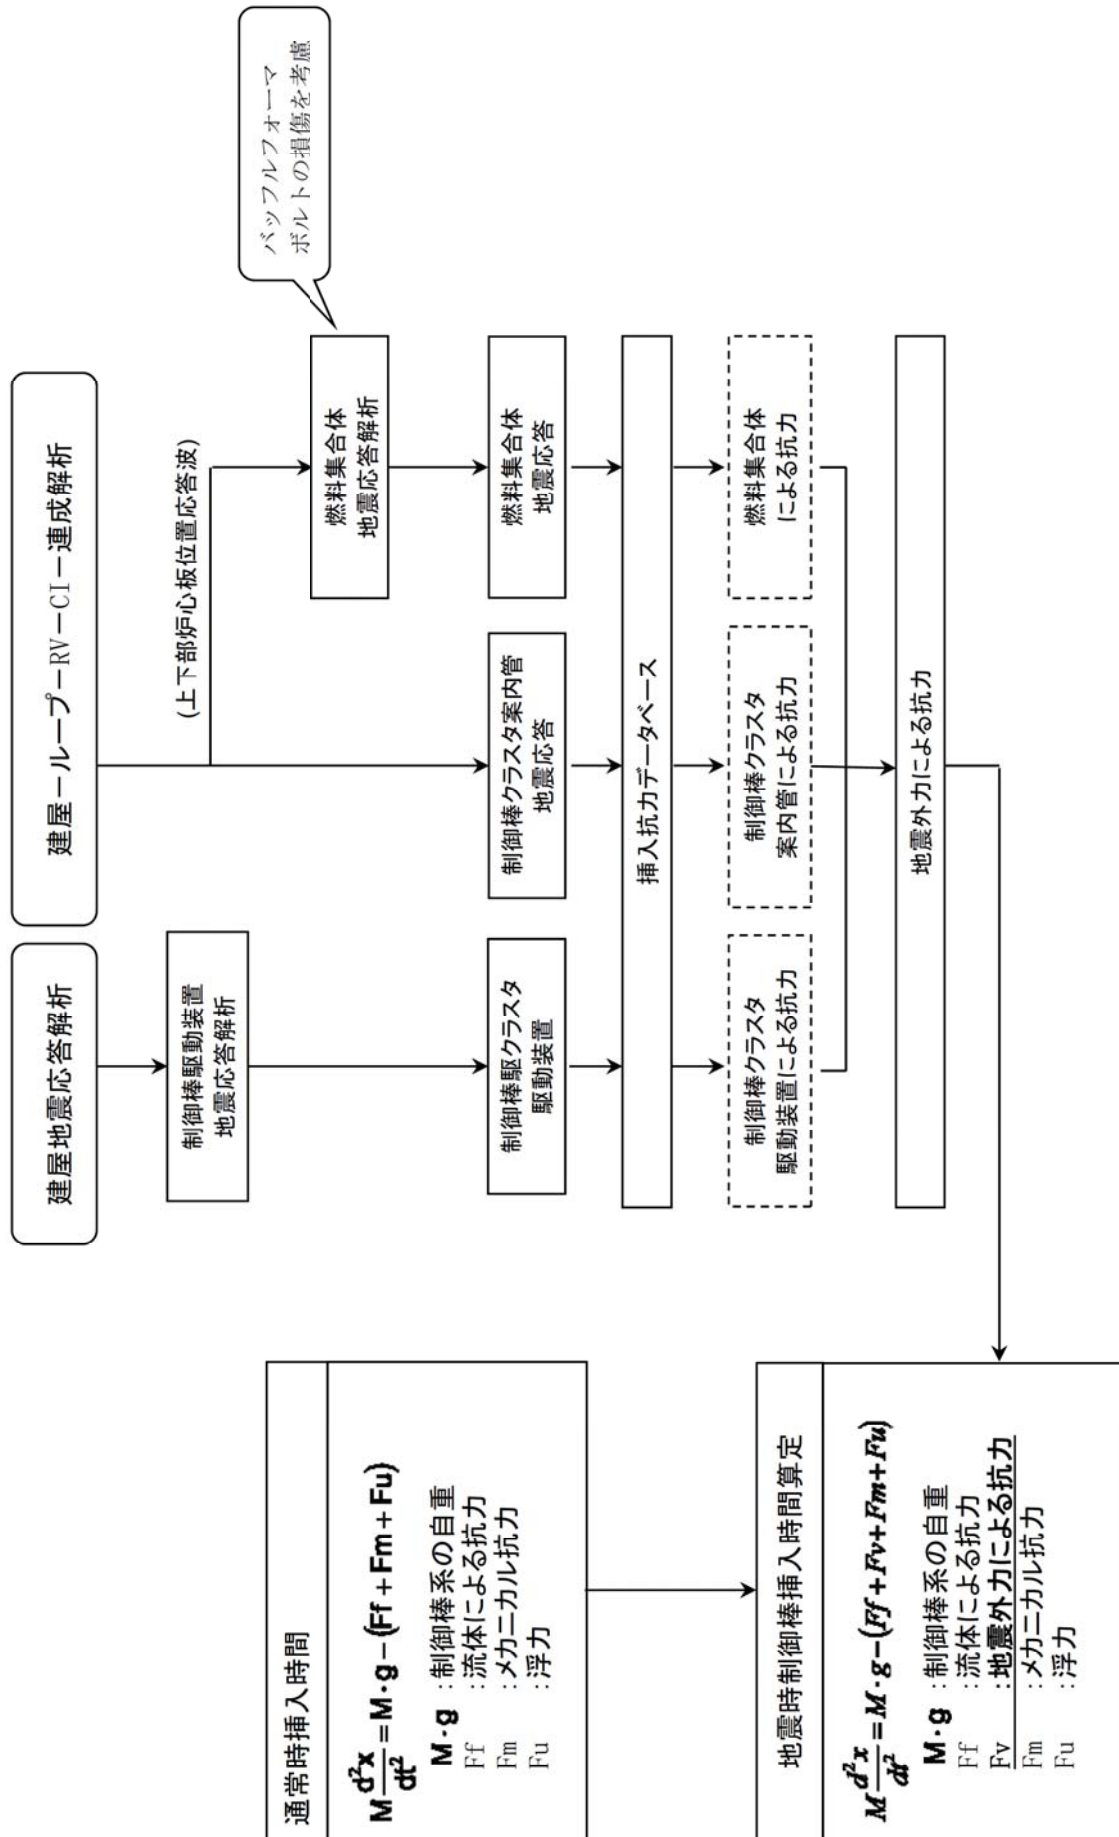 建屋地震応答解析
建屋－ループ－RV－CI－連成解析
(上下部炉心板位置応答波)
制御棒駆動装置
地震応答解析
燃料集合体
地震応答解析
バッフルフォーマ
ボルトの損傷を考慮
制御棒駆クラスタ
駆動装置
制御棒クラスタ案内管
地震応答
燃料集合体
地震応答
挿入抗力データベース
制御棒クラスタ
駆動装置による抗力
制御棒クラスタ
案内管による抗力
燃料集合体
による抗力
地震外力による抗力
通常時挿入時間
M d²x/dt² = M·g − (Ff + Fm + Fu)
M·g :制御棒系の自重
Ff :流体による抗力
Fm :メカニカル抗力
Fu :浮力
地震時制御棒挿入時間算定
M d²x/dt² = M·g − (Ff + Fv + Fm + Fu)
M·g :制御棒系の自重
Ff :流体による抗力
Fv :地震外力による抗力
Fm :メカニカル抗力
Fu :浮力